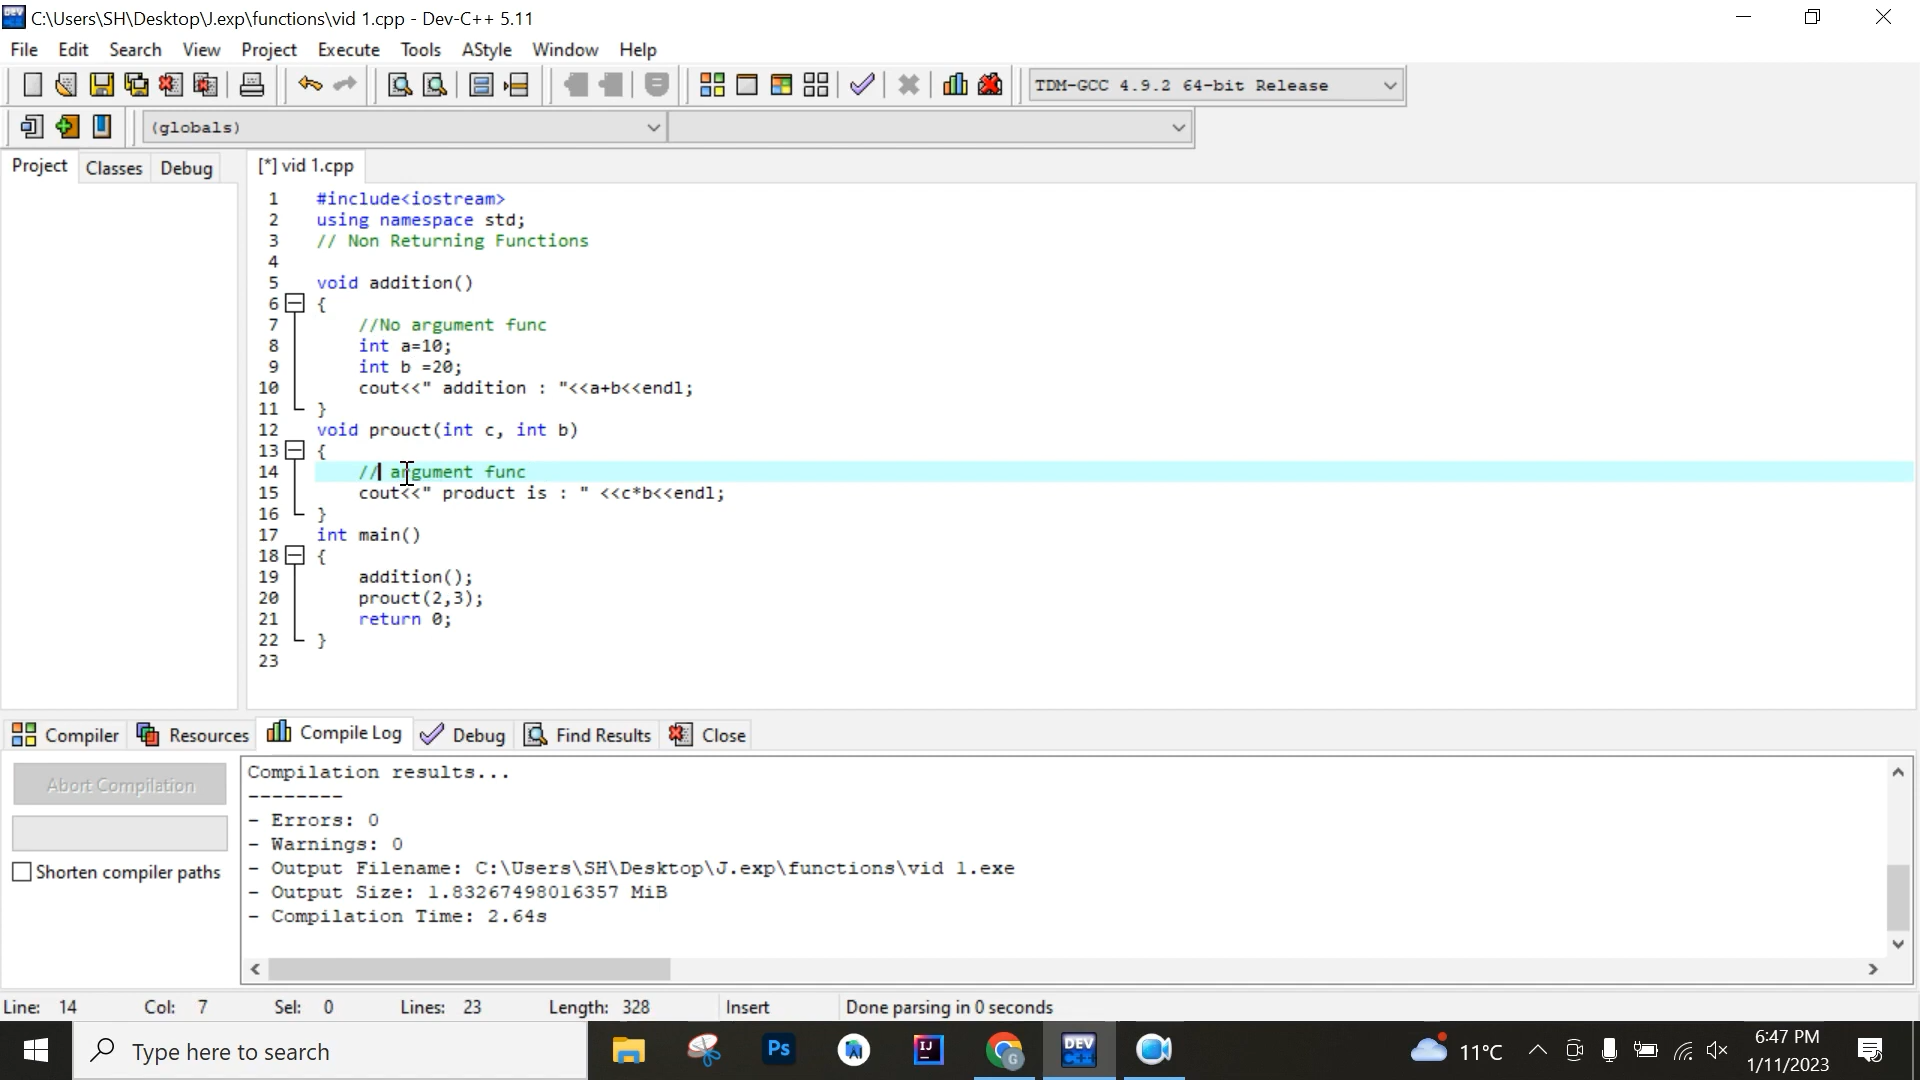 C:\Users\SH\Desktop\J.exp\functions\vid 1.cpp - Dev-C++ 5.11
File Edit Search View Project Execute Tools AStyle Window Help
TDM-GCC 4.9.2 64-bit Release
(globals)
Project Classes Debug [*] vid 1.cpp
1 #include<iostream>
2 using namespace std;
3 // Non Returning Functions
4
5 void addition()
6 {
7 //No argument func
8 int a=10;
9 int b =20;
10 cout<<" addition : "<<a+b<<endl;
11 }
12 void prouct(int c, int b)
13 {
14 // argument func
15 cout<<" product is : " <<c*b<<endl;
16 }
17 int main()
18 {
19 addition();
20 prouct(2,3);
21 return 0;
22 }
23
Compiler Resources Compile Log Debug Find Results Close
Abort Compilation
Shorten compiler paths
Compilation results...
--------
- Errors: 0
- Warnings: 0
- Output Filename: C:\Users\SH\Desktop\J.exp\functions\vid 1.exe
- Output Size: 1.83267498016357 MiB
- Compilation Time: 2.64s
Line: 14 Col: 7 Sel: 0 Lines: 23 Length: 328 Insert Done parsing in 0 seconds
Type here to search
Ps
IJ
G
DEV C++
11°C
6:47 PM
1/11/2023